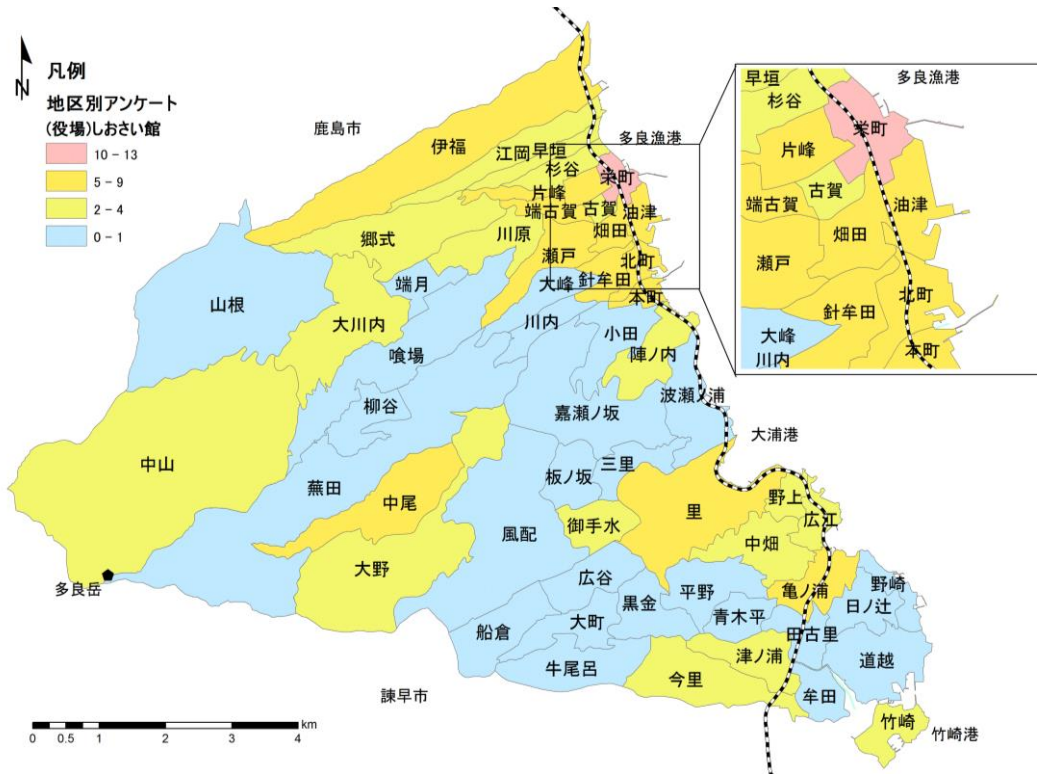 N
凡例
地区別アンケート
(役場)しおさい館
10 - 13
5 - 9
2 - 4
0 - 1
鹿島市
多良漁港
伊福
江岡
早垣
杉谷
栄町
片峰
端古賀
古賀
油津
畑田
郷式
川原
瀬戸
北町
端月
大峰
針牟田
本町
山根
大川内
川内
小田
陣ノ内
喰場
柳谷
嘉瀬ノ坂
波瀬ノ浦
大浦港
中山
蕪田
中尾
板ノ坂
三里
里
野上
広江
風配
御手水
中畑
大野
多良岳
広谷
黒金
平野
亀ノ浦
野崎
日ノ辻
船倉
大町
青木平
田古里
牛尾呂
津ノ浦
道越
今里
牟田
諫早市
竹崎
竹崎港
0 0.5 1 2 3 4
km
早垣
多良漁港
杉谷
栄町
片峰
古賀
端古賀
油津
畑田
瀬戸
北町
針牟田
大峰
本町
川内